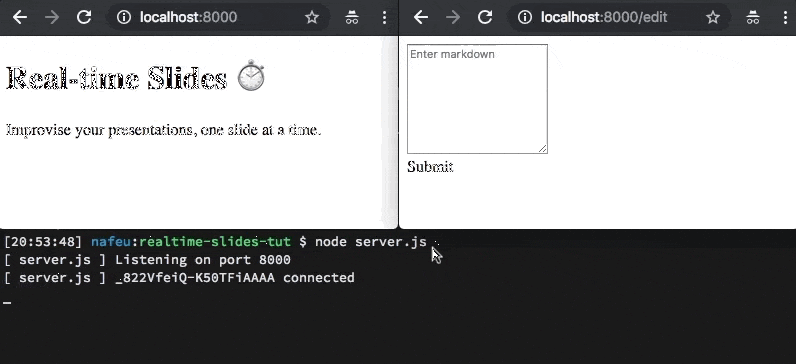 localhost:8000
localhost:8000/edit
Real-time Slides ⏱
Improvise your presentations, one slide at a time.
Enter markdown
Submit
[20:53:48] nafeu:realtime-slides-tut $ node server.js
[ server.js ] Listening on port 8000
[ server.js ] _822VfeiQ-K50TFiAAAA connected